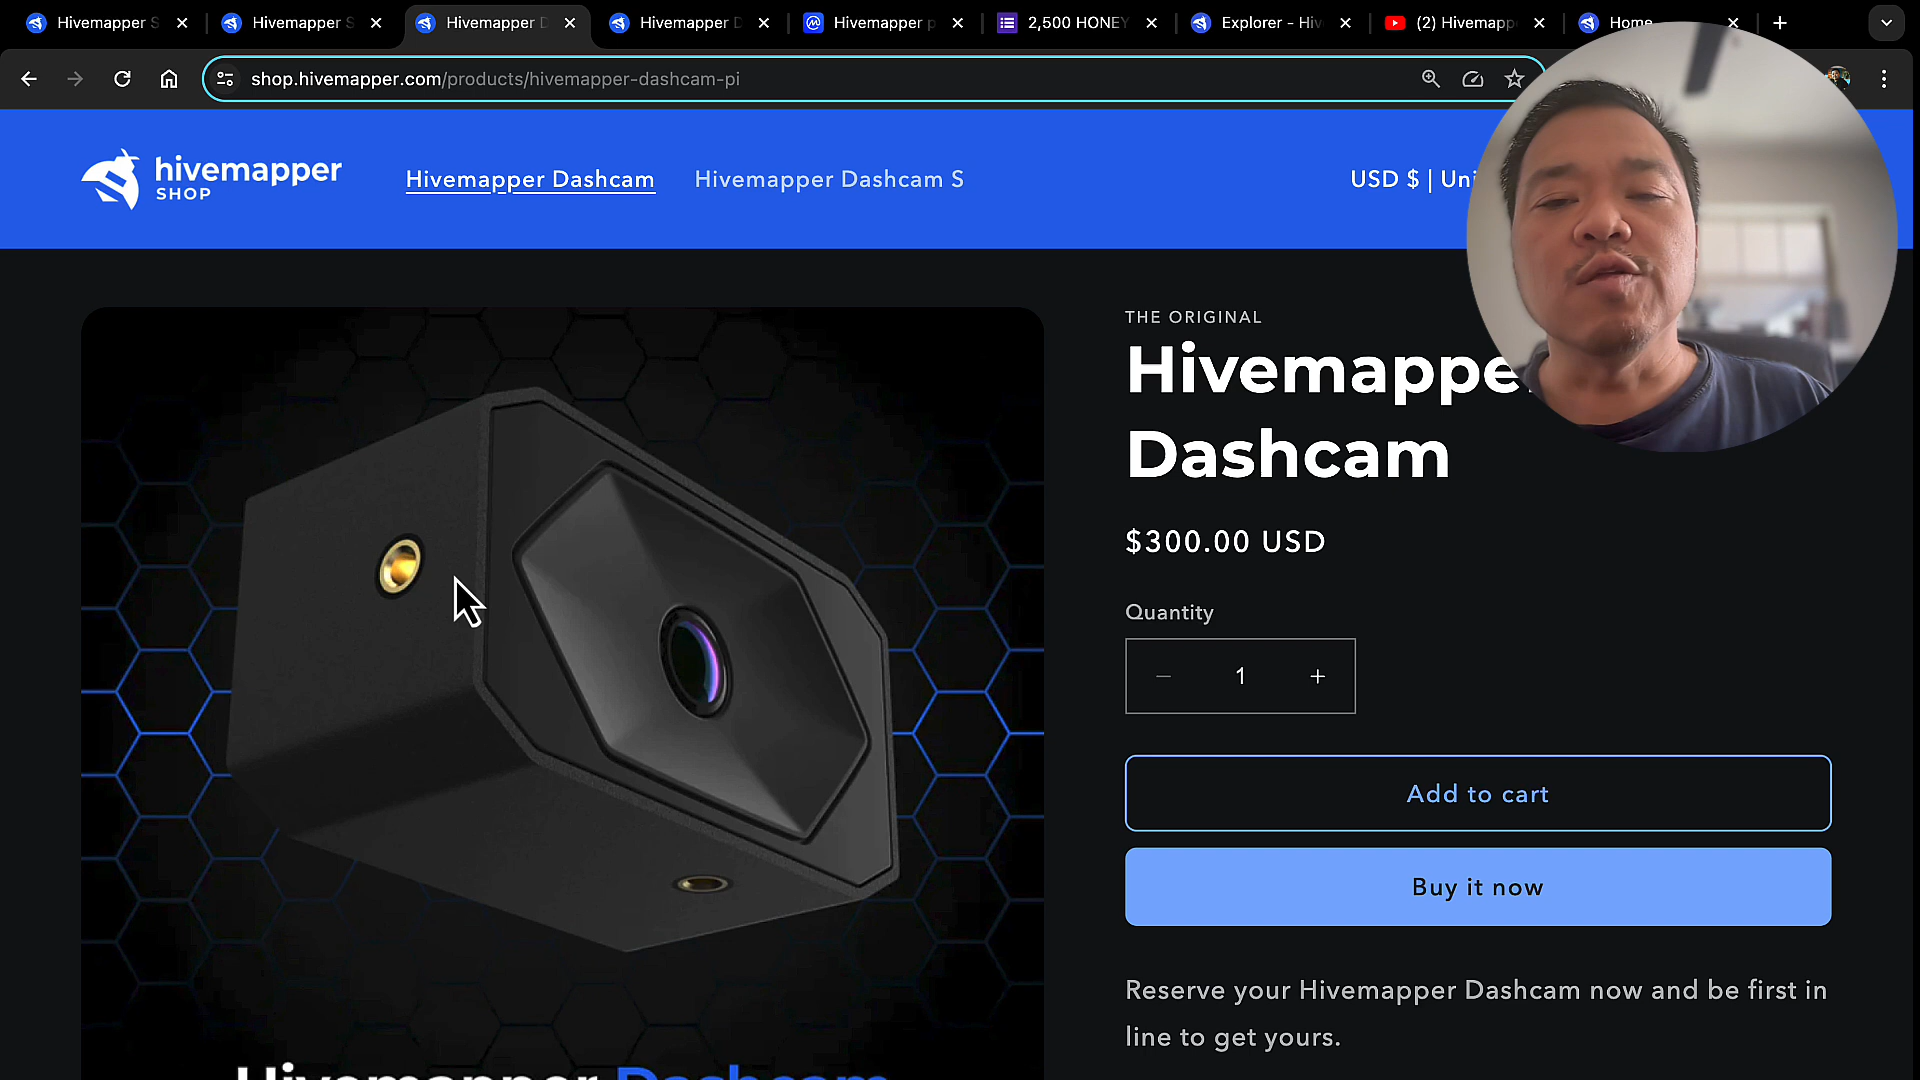 Hivemapper S
Hivemapper S
Hivemapper D
Hivemapper D
Hivemapper p
2,500 HONEY
Explorer - Hiv
(2) Hivemapp
Home
shop.hivemapper.com/products/hivemapper-dashcam-pi
hivemapper
SHOP
Hivemapper Dashcam
Hivemapper Dashcam S
USD $ | Uni
THE ORIGINAL
Hivemappe
Dashcam
$300.00 USD
Quantity
1
Add to cart
Buy it now
Reserve your Hivemapper Dashcam now and be first in
line to get yours.
Hivemapper Dashcam